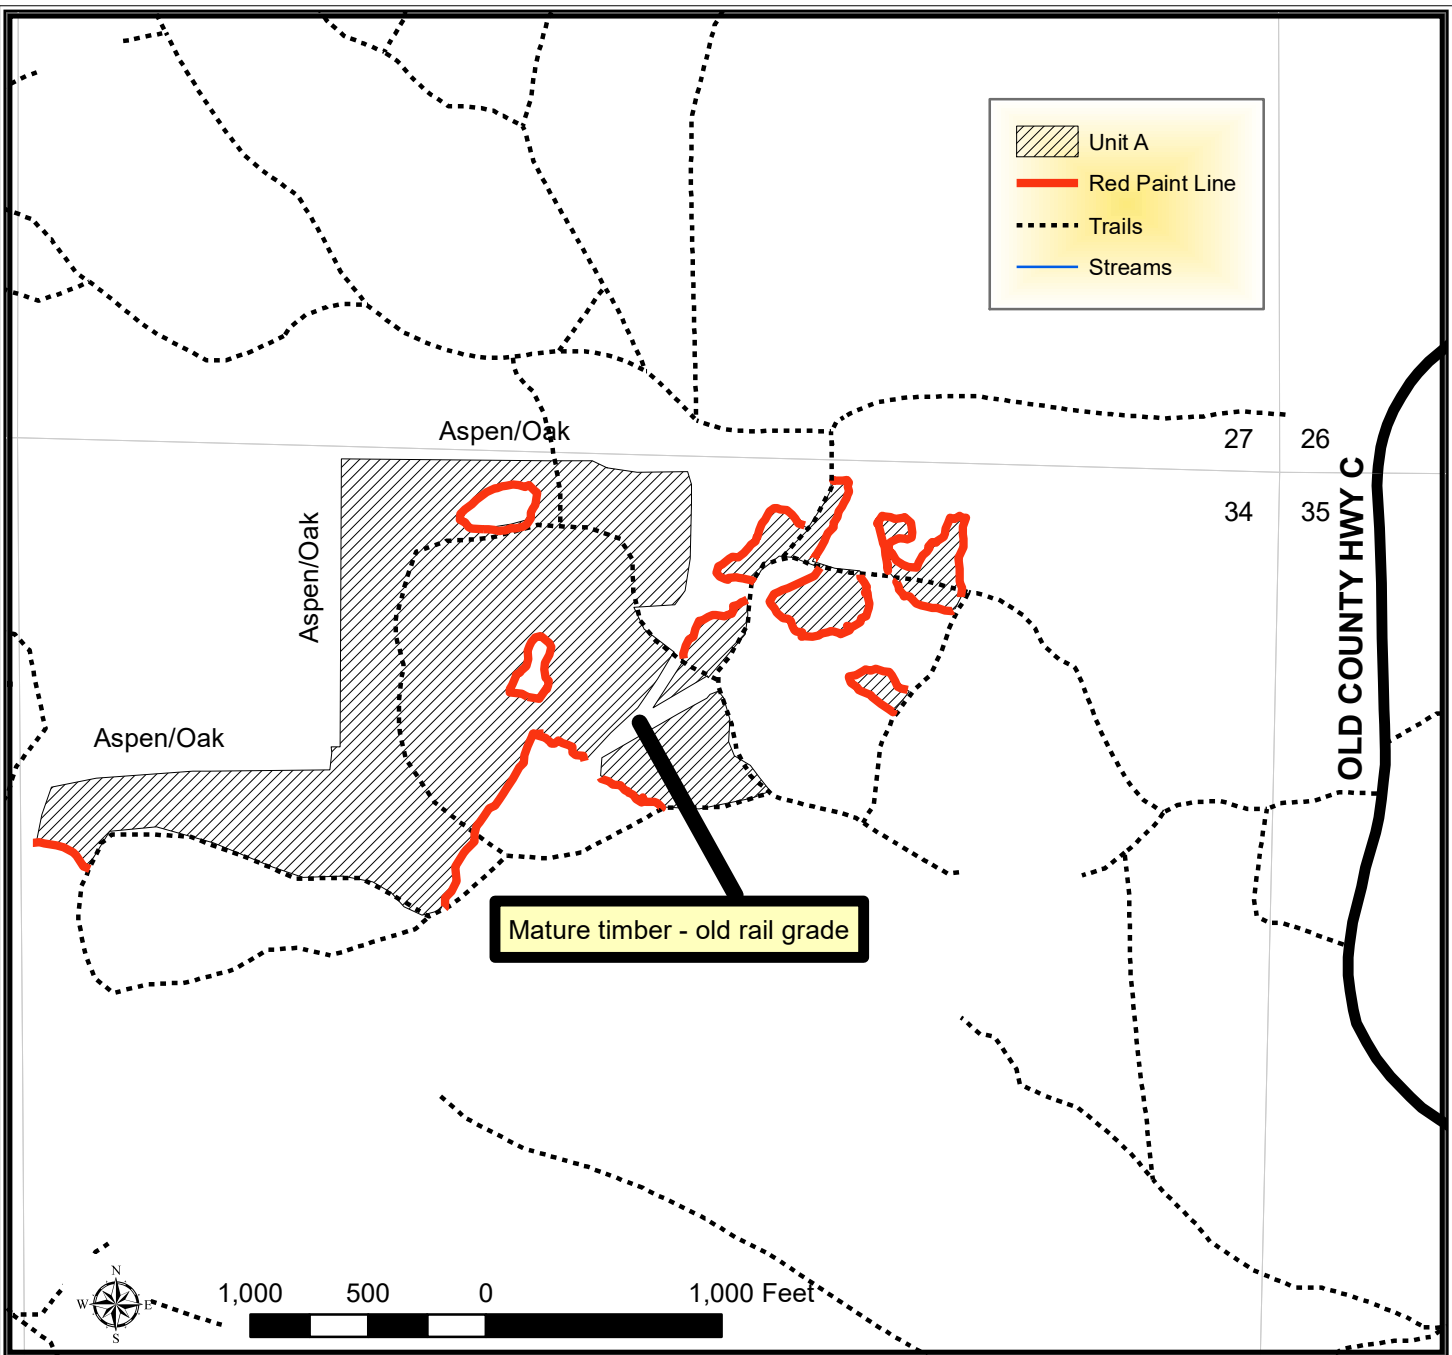 Unit A
Red Paint Line
Trails
Streams
Aspen/Oak
27 26
34 35
OLD COUNTY HWY C
Aspen/Oak
Aspen/Oak
Mature timber - old rail grade
N
W E
S
1,000 500 0 1,000 Feet